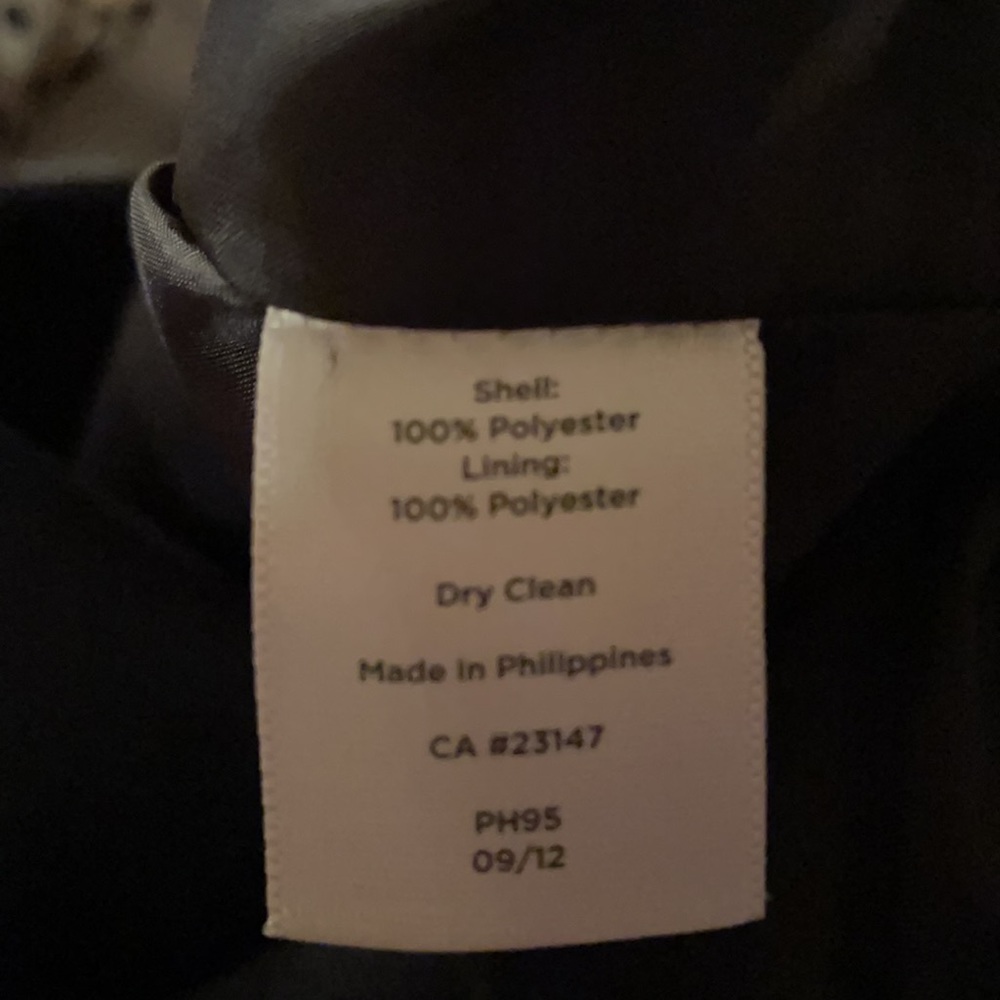 Shell:
100% Polyester
Lining:
100% Polyester
Dry Clean
Made In Philippines
CA #23147
PH95
09/12